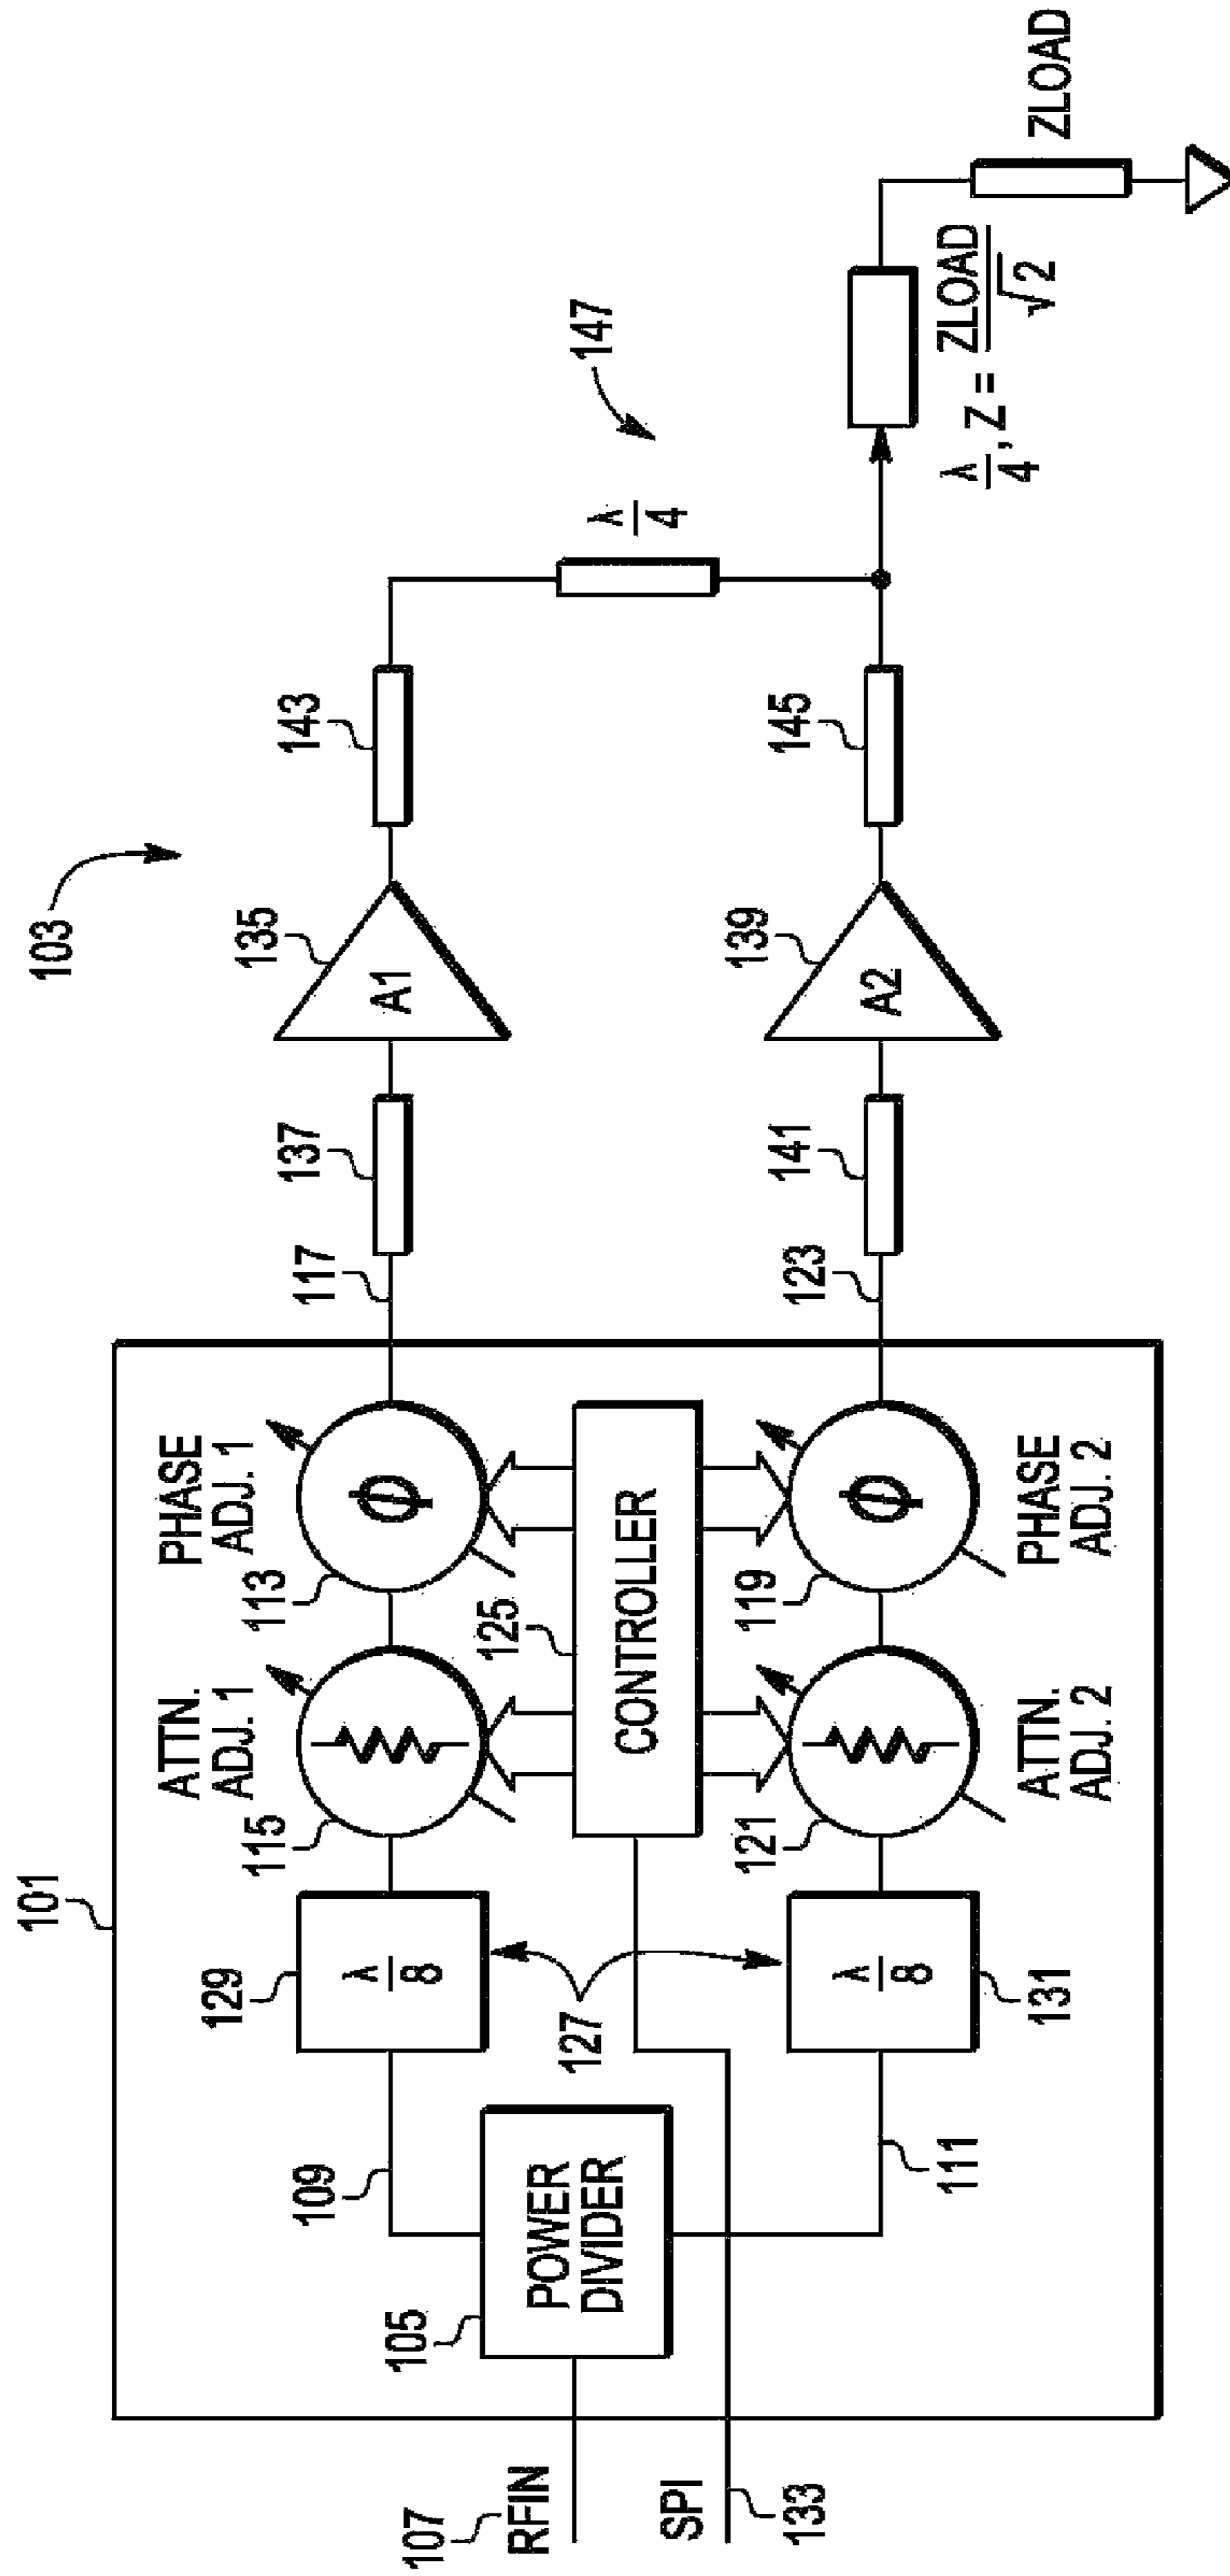 103
101
107
RFIN
SPI
133
105
POWER
DIVIDER
109
111
129
λ/8
127
λ/8
131
115
ATTN.
ADJ. 1
113
PHASE
ADJ. 1
125
CONTROLLER
121
ATTN.
ADJ. 2
119
PHASE
ADJ. 2
Φ
Φ
117
137
135
A1
143
123
141
139
A2
145
λ/4
147
λ/4, Z = ZLOAD/√2
ZLOAD